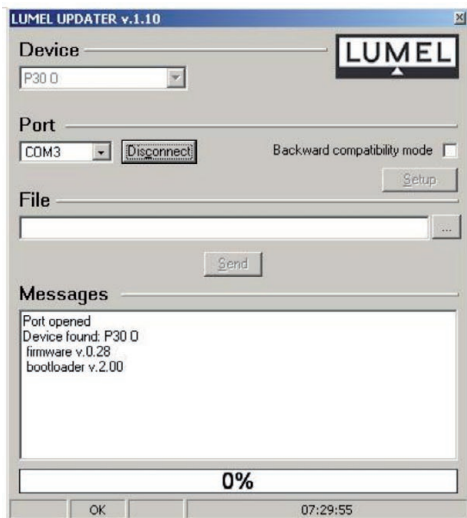 LUMEL UPDATER v.1.10
Device
LUMEL
P30 O
Port
COM3 Disconnect Backward compatibility mode
Setup
File
...
Send
Messages
Port opened
Device found: P30 O
firmware v.0.28
bootloader v.2.00
0%
OK 07:29:55